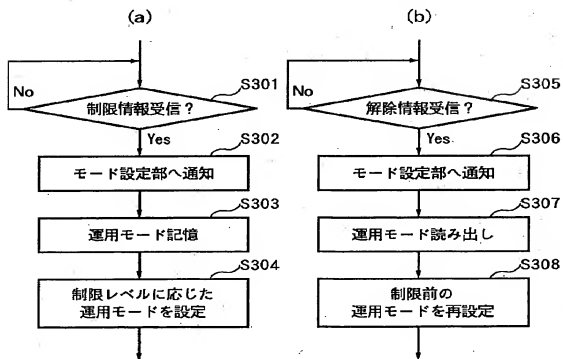 (a)
No
制限情報受信？
S301
Yes
S302
モード設定部へ通知
S303
運用モード記憶
S304
制限レベルに応じた
運用モードを設定
(b)
No
解除情報受信？
S305
Yes
S306
モード設定部へ通知
S307
運用モード読み出し
S308
制限前の
運用モードを再設定